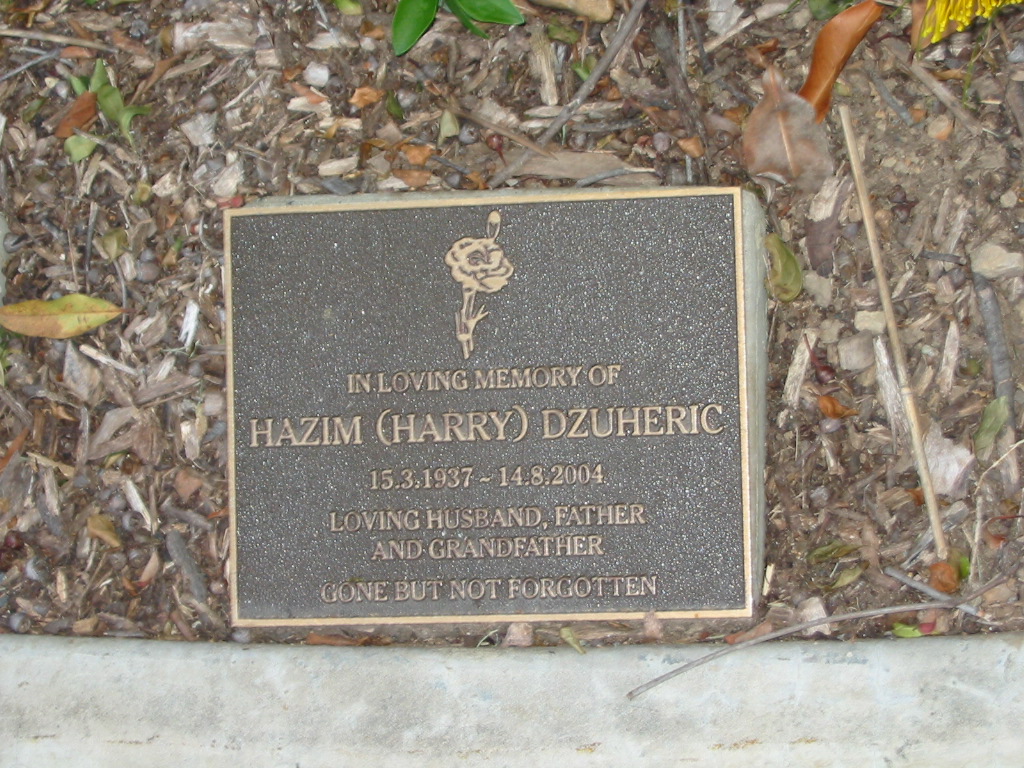 IN LOVING MEMORY OF
HAZIM (HARRY) DZUHERIC
15.3.1937 ~ 14.8.2004
LOVING HUSBAND, FATHER
AND GRANDFATHER
GONE BUT NOT FORGOTTEN